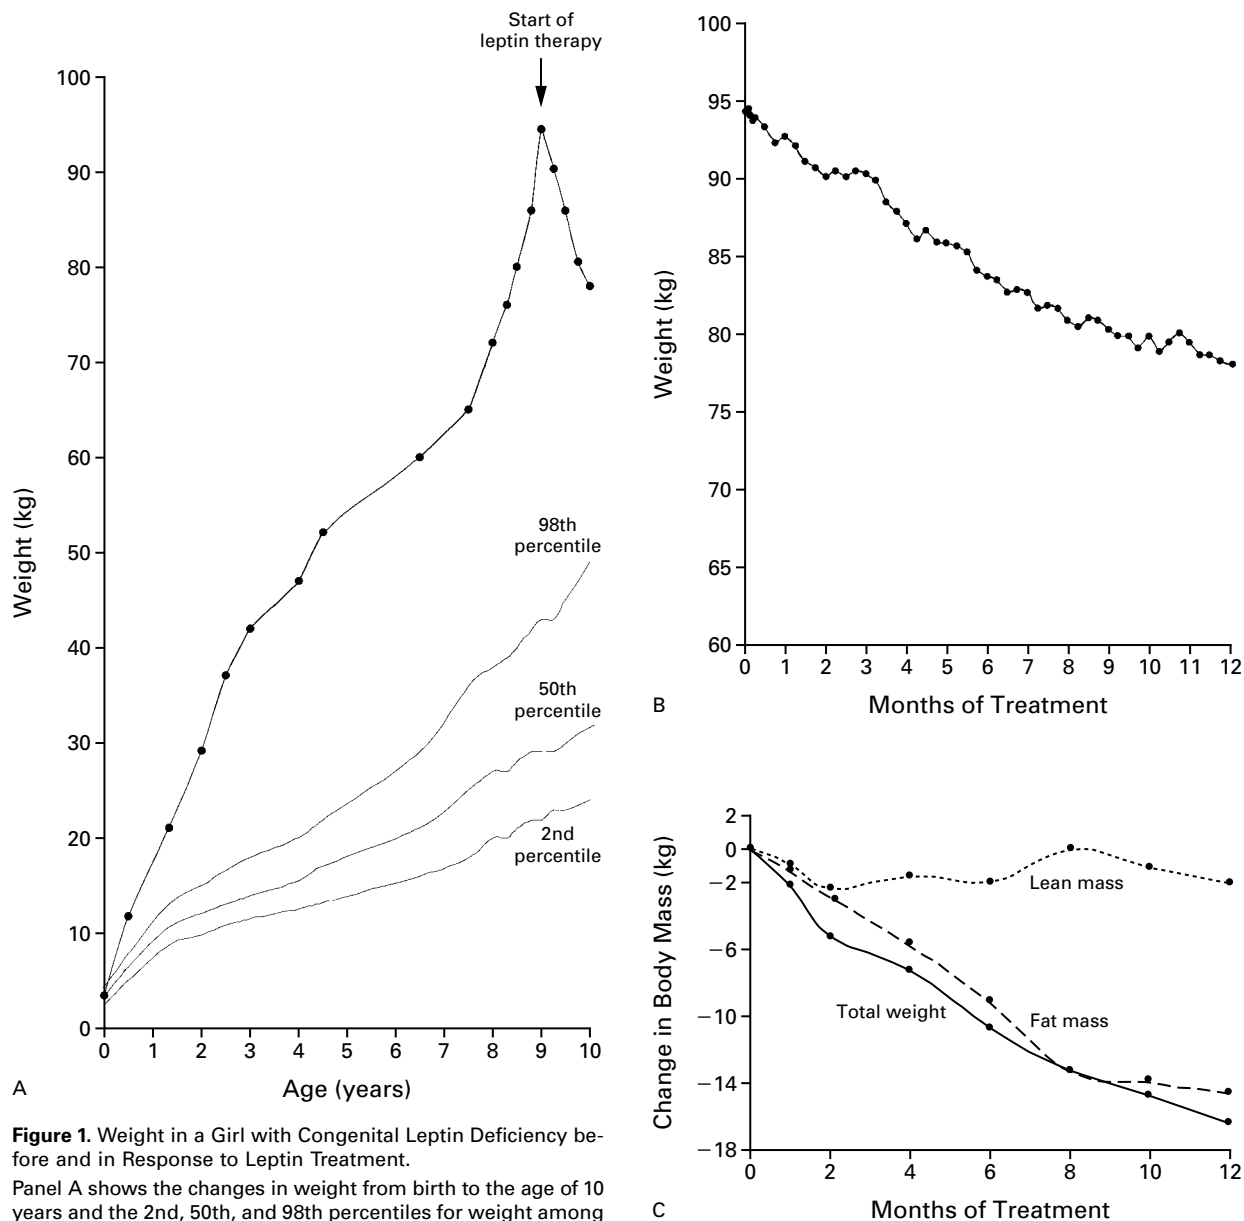 Start of
leptin therapy
100
90
80
70
60
50
40
30
20
10
0
Weight (kg)
98th
percentile
50th
percentile
2nd
percentile
0 1 2 3 4 5 6 7 8 9 10
A
Age (years)
100
95
90
85
80
75
70
65
60
Weight (kg)
0 1 2 3 4 5 6 7 8 9 10 11 12
B
Months of Treatment
2
0
−2
−6
−10
−14
−18
Change in Body Mass (kg)
Lean mass
Total weight
Fat mass
0 2 4 6 8 10 12
C
Months of Treatment
Figure 1. Weight in a Girl with Congenital Leptin Deficiency be-
fore and in Response to Leptin Treatment.
Panel A shows the changes in weight from birth to the age of 10
years and the 2nd, 50th, and 98th percentiles for weight among